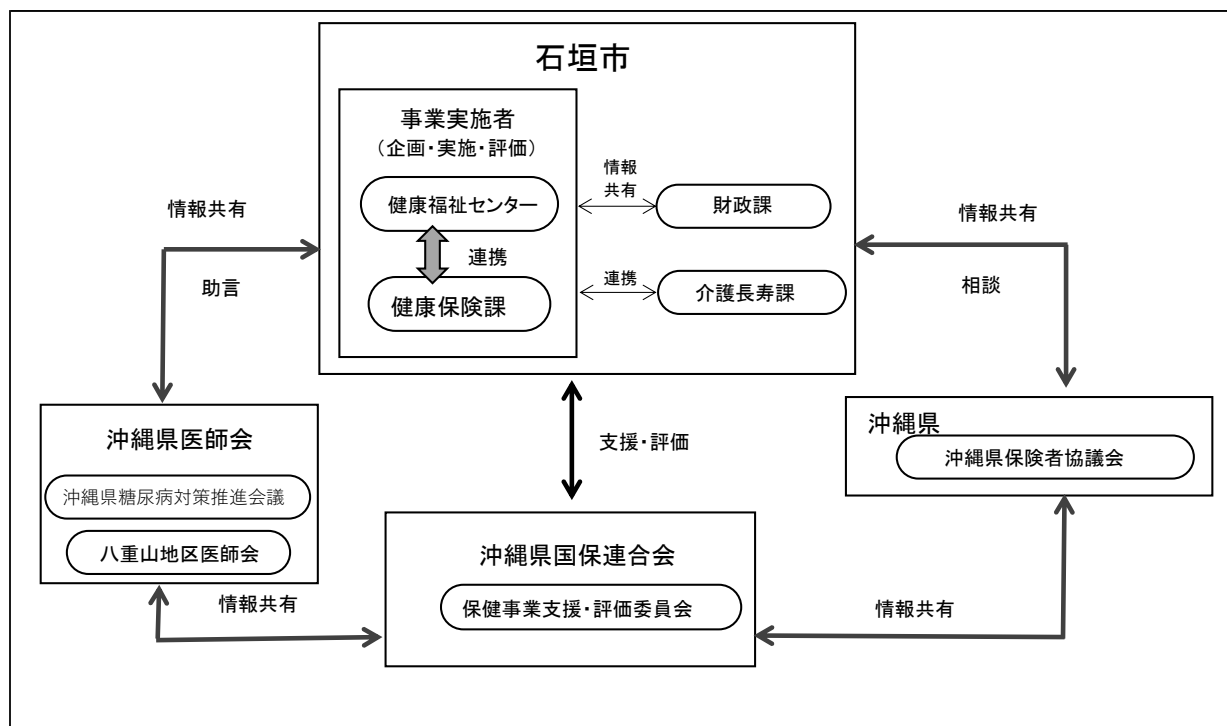 石垣市
事業実施者
（企画・実施・評価）
健康福祉センター
連携
健康保険課
情報
共有
財政課
連携
介護長寿課
情報共有
助言
情報共有
相談
支援・評価
沖縄県医師会
沖縄県糖尿病対策推進会議
八重山地区医師会
沖縄県
沖縄県保険者協議会
沖縄県国保連合会
保健事業支援・評価委員会
情報共有
情報共有